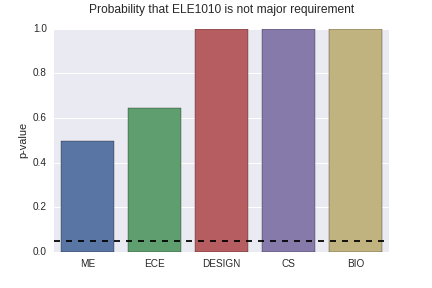 Probability that ELE1010 is not major requirement
1.0
0.8
0.6
0.4
0.2
0.0
p-value
ME ECE DESIGN CS BIO